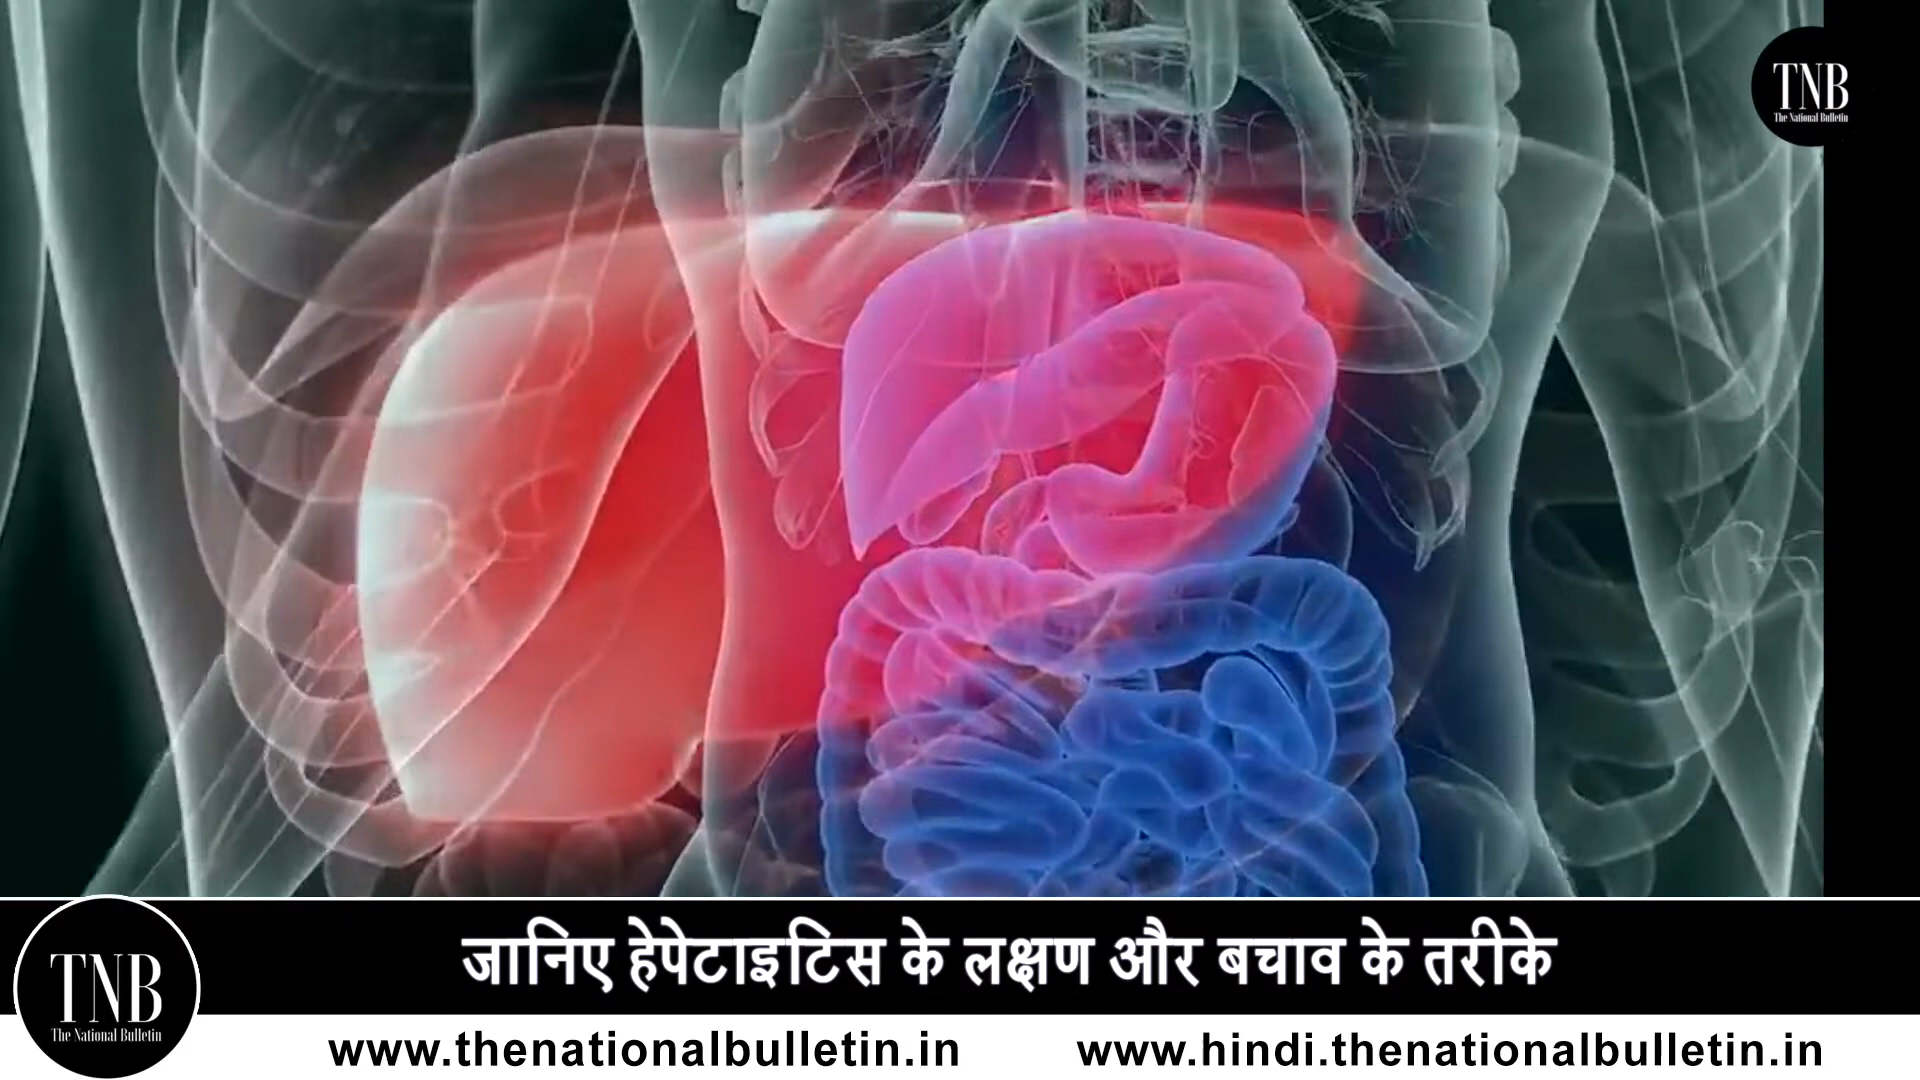 TNB
The National Bulletin
जानिए हेपेटाइटिस के लक्षण और बचाव के तरीके
TNB
The National Bulletin
www.thenationalbulletin.in
www.hindi.thenationalbulletin.in